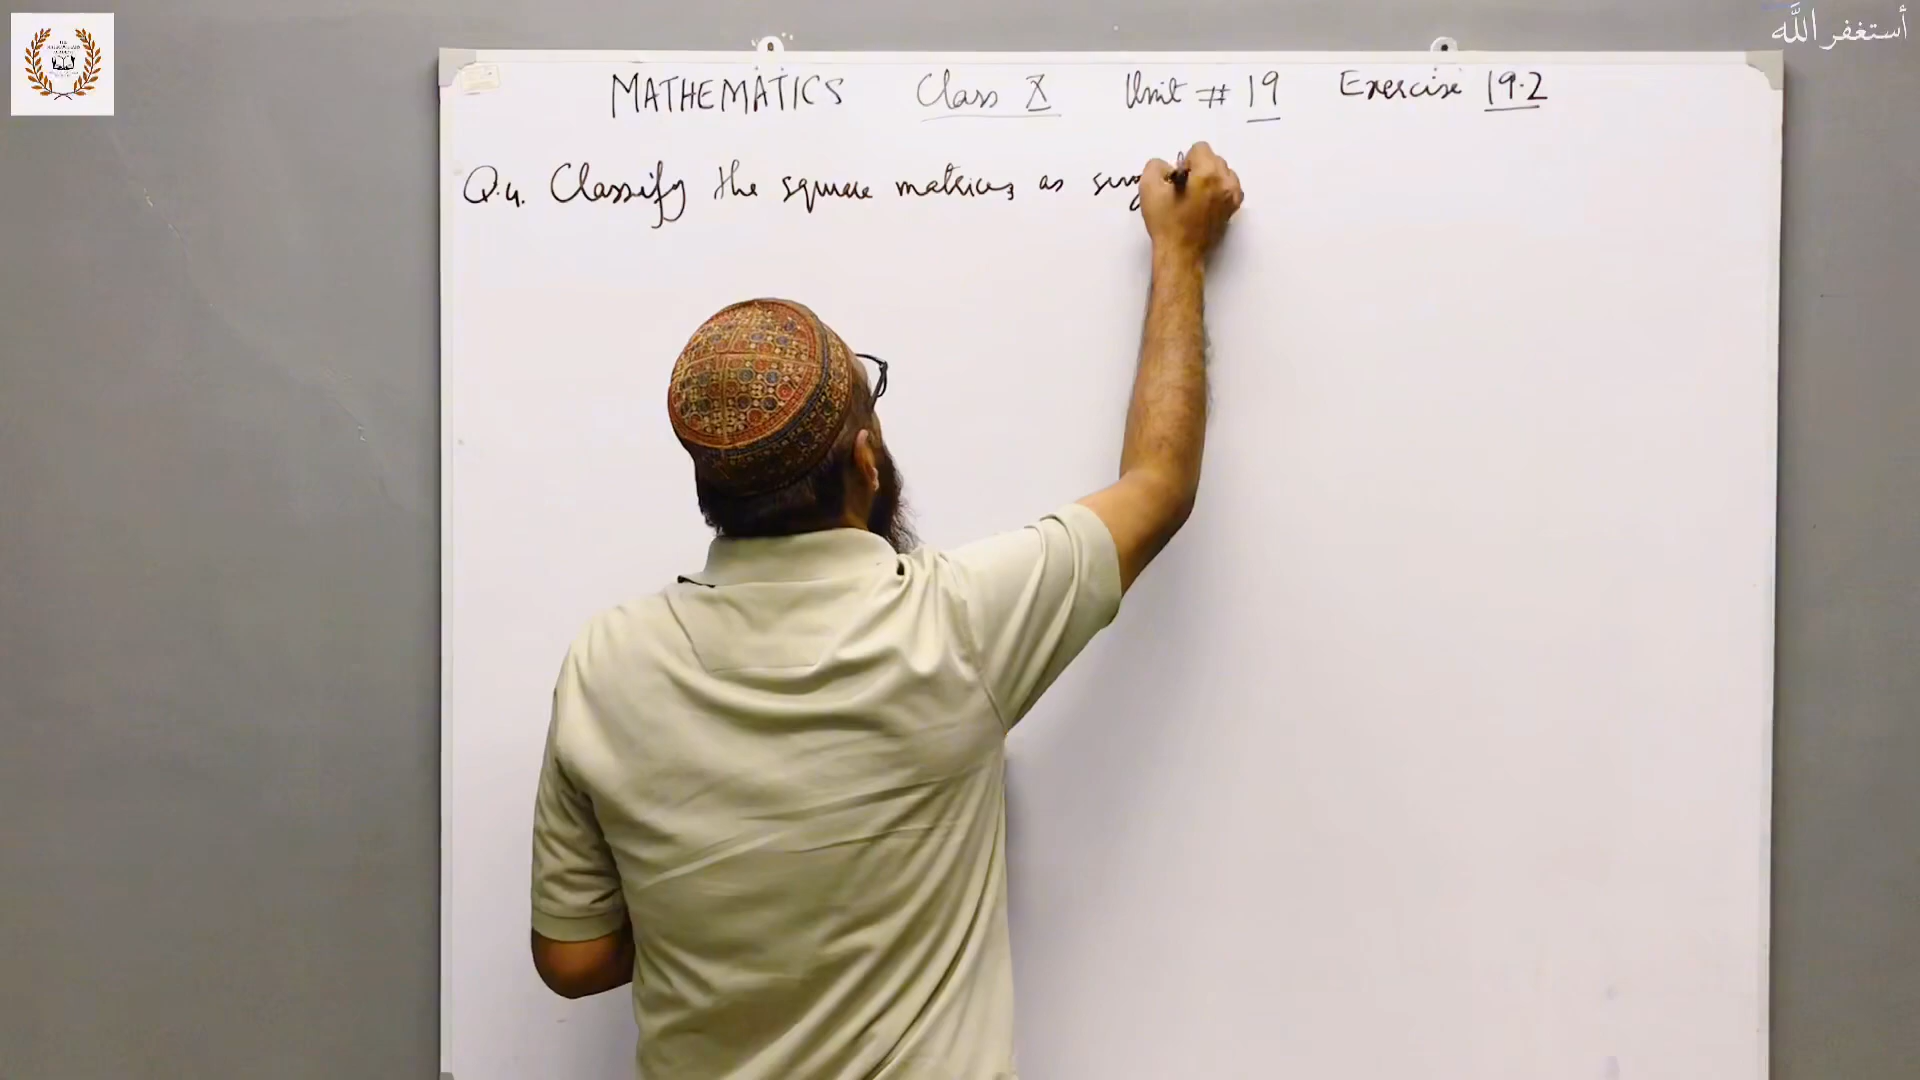 أستغفر الله
MATHEMATICS Class X Unit # 19 Exercise 19.2
Q.4. Classify the square matrices as